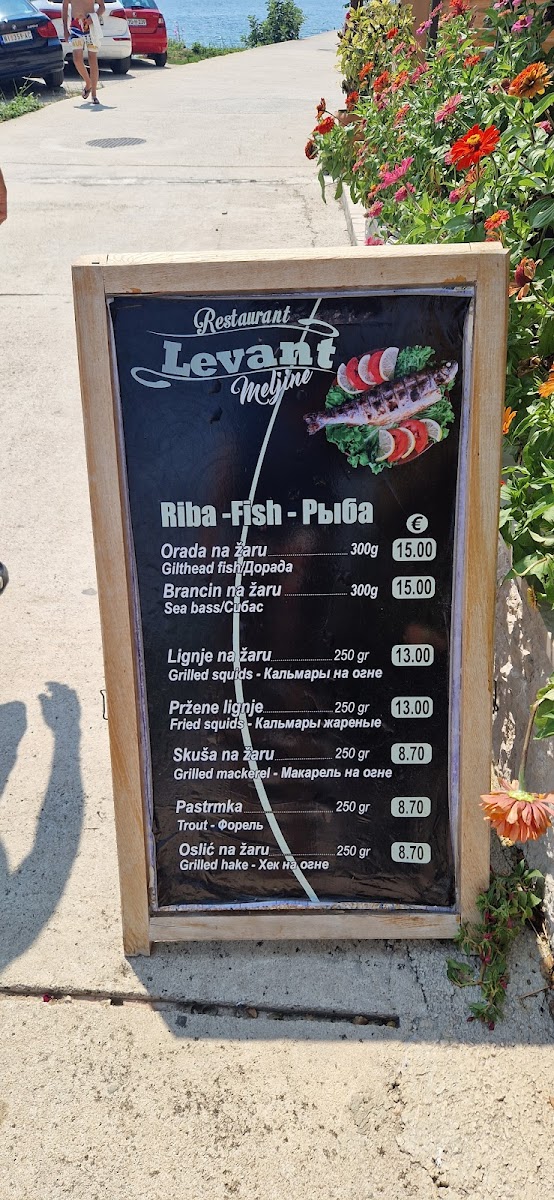 Restaurant
Levant
Meljine
Riba -Fish - Рыба €
Orada na žaru 300g 15.00
Gilthead fish/Дорада
Brancin na žaru 300g 15.00
Sea bass/Сибас
Lignje na žaru 250 gr 13.00
Grilled squids - Кальмары на огне
Pržene lignje 250 gr 13.00
Fried squids - Кальмары жареные
Skuša na žaru 250 gr 8.70
Grilled mackerel - Макарель на огне
Pastrmka 250 gr 8.70
Trout - Форель
Oslić na žaru 250 gr 8.70
Grilled hake - Хек на огне